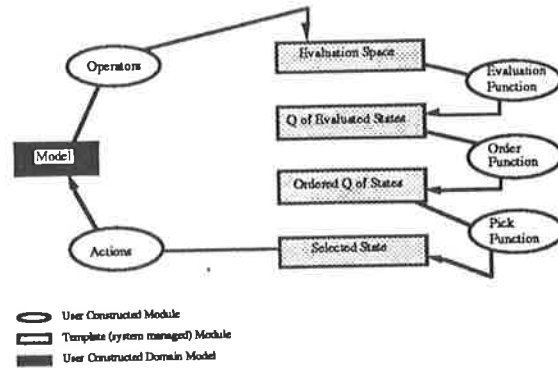 Operators
Evaluation Space
Evaluation
Function
Q of Evaluated States
Model
Order
Function
Ordered Q of States
Pick
Function
Actions
Selected State
User Constructed Module
Template (system managed) Module
User Constructed Domain Model